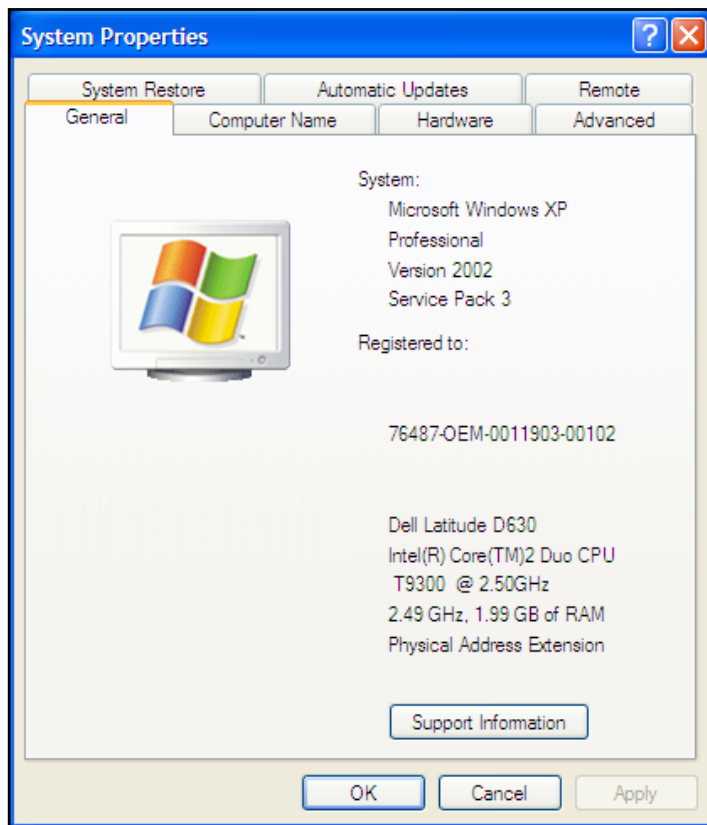 System Properties
?
X
System Restore
Automatic Updates
Remote
General
Computer Name
Hardware
Advanced
System:
Microsoft Windows XP
Professional
Version 2002
Service Pack 3
Registered to:
76487-OEM-0011903-00102
Dell Latitude D630
Intel(R) Core(TM)2 Duo CPU
T9300 @ 2.50GHz
2.49 GHz, 1.99 GB of RAM
Physical Address Extension
Support Information
OK
Cancel
Apply